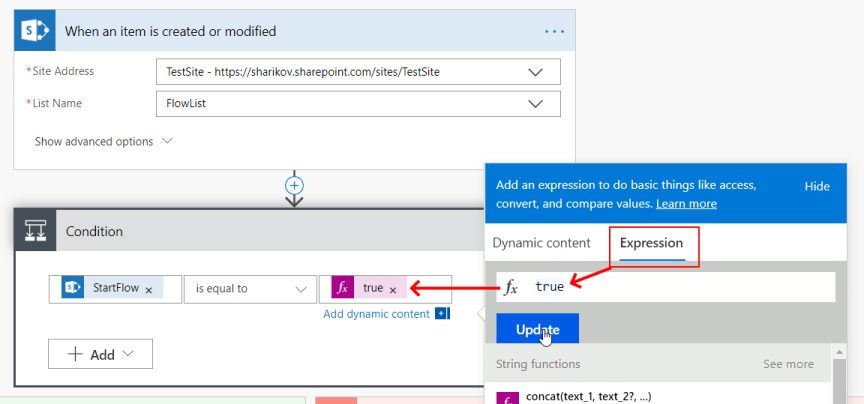 S When an item is created or modified ...
*Site Address TestSite - https://sharikov.sharepoint.com/sites/TestSite
*List Name FlowList
Show advanced options
Condition
S StartFlow × is equal to fx true ×
Add dynamic content +
+ Add
Add an expression to do basic things like access, Hide
convert, and compare values. Learn more
Dynamic content Expression
fx true
Update
String functions See more
fx concat(text_1, text_2?, ...)